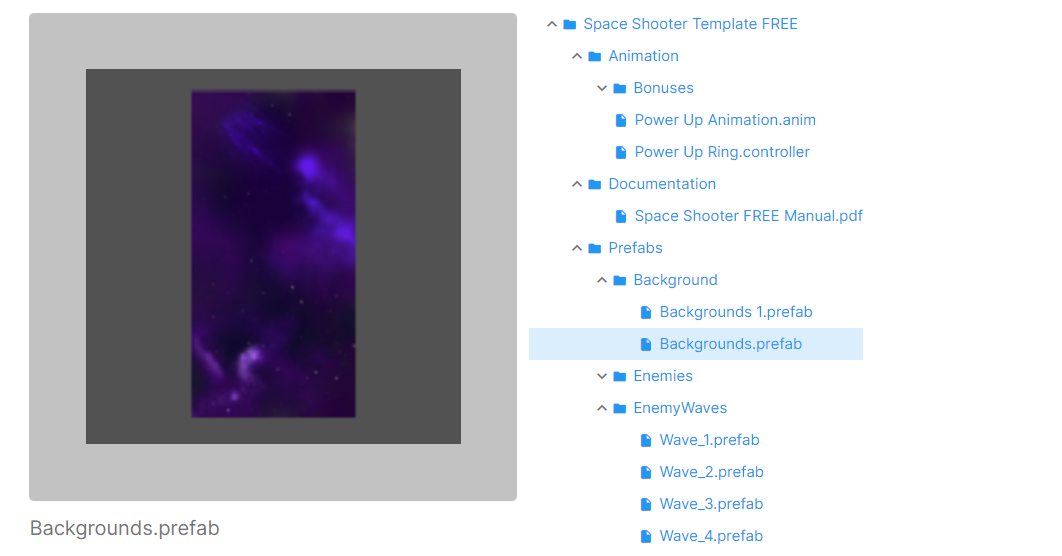 Space Shooter Template FREE
Animation
Bonuses
Power Up Animation.anim
Power Up Ring.controller
Documentation
Space Shooter FREE Manual.pdf
Prefabs
Background
Backgrounds 1.prefab
Backgrounds.prefab
Enemies
EnemyWaves
Wave_1.prefab
Wave_2.prefab
Wave_3.prefab
Wave_4.prefab
Backgrounds.prefab